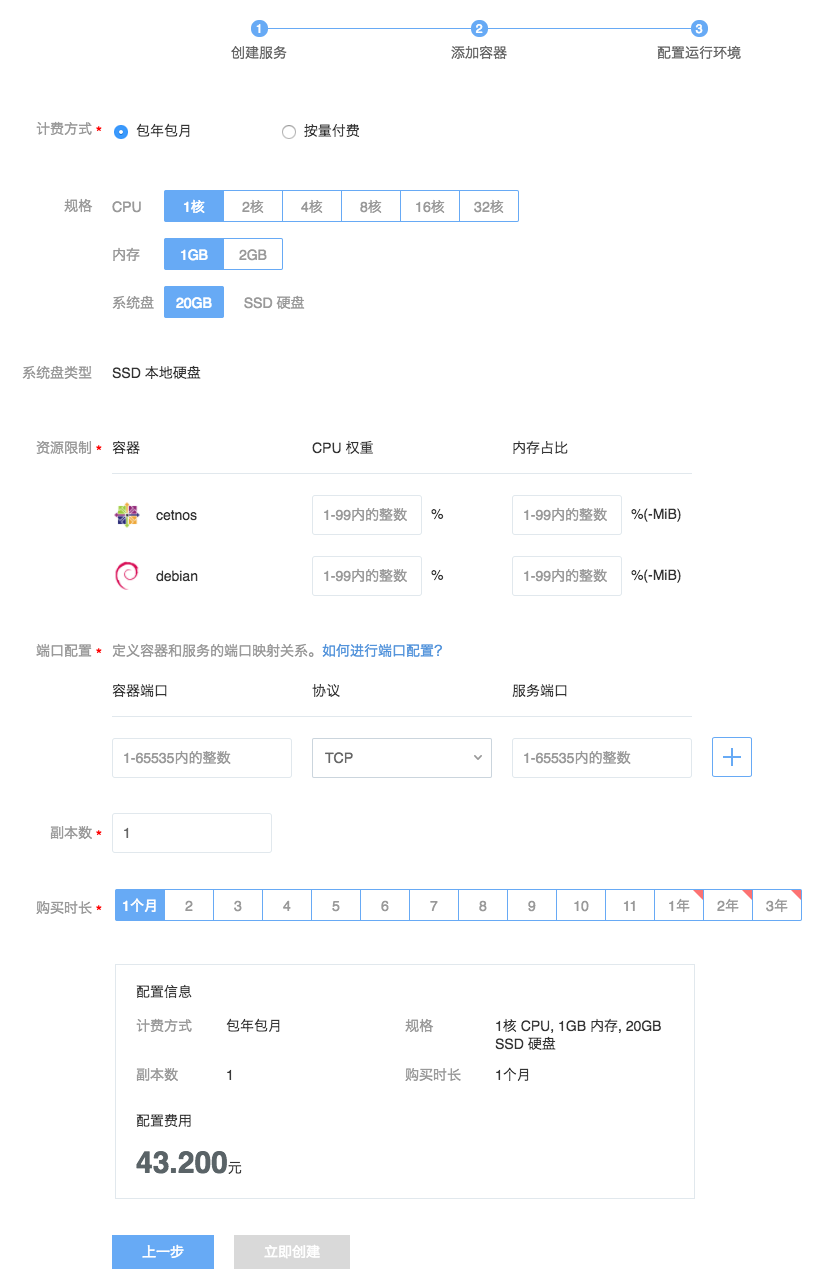 1 2 3
创建服务 添加容器 配置运行环境
计费方式 * 包年包月 按量付费
规格 CPU 1核 2核 4核 8核 16核 32核
内存 1GB 2GB
系统盘 20GB SSD 硬盘
系统盘类型 SSD 本地硬盘
资源限制 * 容器 CPU 权重 内存占比
cetnos 1-99内的整数 % 1-99内的整数 %(-MiB)
debian 1-99内的整数 % 1-99内的整数 %(-MiB)
端口配置 * 定义容器和服务的端口映射关系。如何进行端口配置?
容器端口 协议 服务端口
1-65535内的整数 TCP 1-65535内的整数
副本数 * 1
购买时长 * 1个月 2 3 4 5 6 7 8 9 10 11 1年 2年 3年
配置信息
计费方式 包年包月 规格 1核 CPU, 1GB 内存, 20GB
SSD 硬盘
副本数 1 购买时长 1个月
配置费用
43.200元
上一步 立即创建